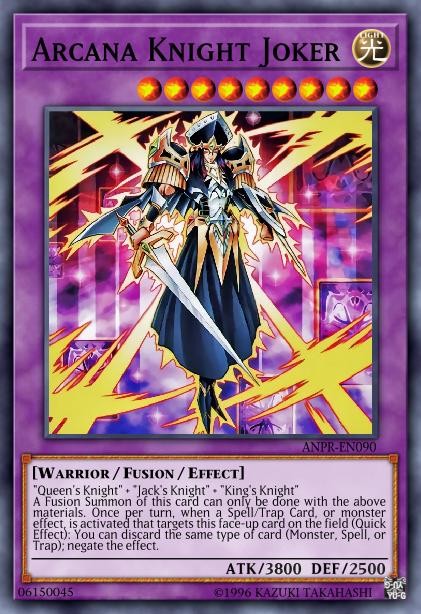 Arcana Knight Joker
LIGHT
光
ANPR-EN090
[Warrior / Fusion / Effect]
"Queen's Knight" + "Jack's Knight" + "King's Knight"
A Fusion Summon of this card can only be done with the above
materials. Once per turn, when a Spell/Trap Card, or monster
effect, is activated that targets this face-up card on the field (Quick
Effect): You can discard the same type of card (Monster, Spell, or
Trap); negate the effect.
ATK/3800 DEF/2500
06150045
©1996 KAZUKI TAKAHASHI